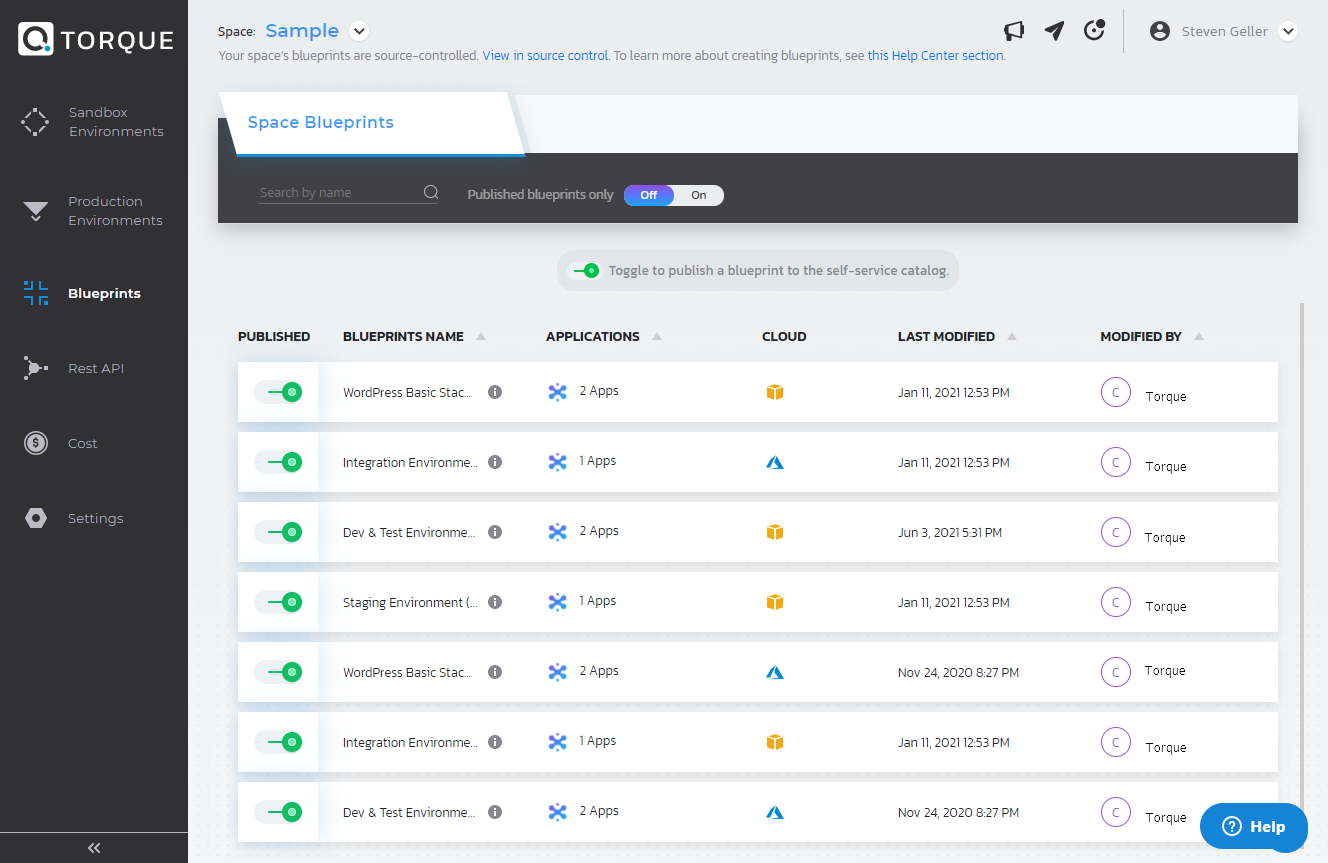 TORQUE
Space: Sample
Steven Geller
Your space's blueprints are source-controlled. View in source control. To learn more about creating blueprints, see this Help Center section.
Sandbox
Environments
Production
Environments
Blueprints
Rest API
Cost
Settings
Space Blueprints
Search by name
Published blueprints only Off On
Toggle to publish a blueprint to the self-service catalog.
PUBLISHED BLUEPRINTS NAME APPLICATIONS CLOUD LAST MODIFIED MODIFIED BY
WordPress Basic Stac... 2 Apps Jan 11, 2021 12:53 PM C Torque
Integration Environme... 1 Apps Jan 11, 2021 12:53 PM C Torque
Dev & Test Environme... 2 Apps Jun 3, 2021 5:31 PM C Torque
Staging Environment (... 1 Apps Jan 11, 2021 12:53 PM C Torque
WordPress Basic Stac... 2 Apps Nov 24, 2020 8:27 PM C Torque
Integration Environme... 1 Apps Jan 11, 2021 12:53 PM C Torque
Dev & Test Environme... 2 Apps Nov 24, 2020 8:27 PM C Torque
Help